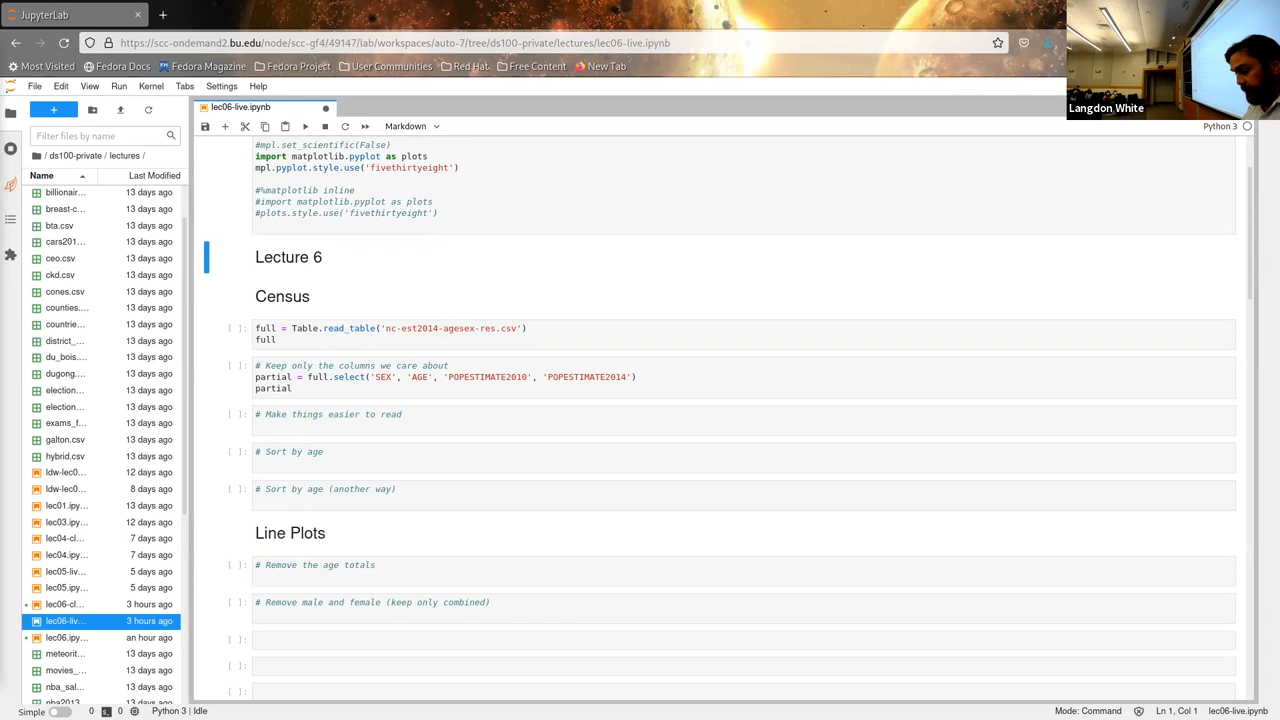 JupyterLab
https://scc-ondemand2.bu.edu/node/scc-gf4/49147/lab/workspaces/auto-7/tree/ds100-private/lectures/lec06-live.ipynb
Most Visited
Fedora Docs
Fedora Magazine
Fedora Project
User Communities
Red Hat
Free Content
New Tab
Langdon White
File
Edit
View
Run
Kernel
Tabs
Settings
Help
Filter files by name
/ ds100-private / lectures /
Name
Last Modified
billionair... 13 days ago
breast-c... 13 days ago
bta.csv 13 days ago
cars201... 13 days ago
ceo.csv 13 days ago
ckd.csv 13 days ago
cones.csv 13 days ago
counties.... 13 days ago
countrie... 13 days ago
district_... 13 days ago
du_bois.... 13 days ago
dugong.... 13 days ago
election... 13 days ago
election... 13 days ago
exams_f... 13 days ago
galton.csv 13 days ago
hybrid.csv 13 days ago
ldw-lec0... 12 days ago
ldw-lec0... 8 days ago
lec01.ipy... 13 days ago
lec03.ipy... 12 days ago
lec04-cl... 7 days ago
lec04.ipy... 7 days ago
lec05-liv... 5 days ago
lec05.ipy... 5 days ago
lec06-cl... 3 hours ago
lec06-liv... 3 hours ago
lec06.ipy... an hour ago
meteorit... 13 days ago
movies_... 13 days ago
nba_sal... 13 days ago
nba2013... 13 days ago
lec06-live.ipynb
Markdown
Python 3
#mpl.set_scientific(False)
import matplotlib.pyplot as plots
mpl.pyplot.style.use('fivethirtyeight')
#%matplotlib inline
#import matplotlib.pyplot as plots
#plots.style.use('fivethirtyeight')
Lecture 6
Census
[ ]: full = Table.read_table('nc-est2014-agesex-res.csv')
full
[ ]: # Keep only the columns we care about
partial = full.select('SEX', 'AGE', 'POPESTIMATE2010', 'POPESTIMATE2014')
partial
[ ]: # Make things easier to read
[ ]: # Sort by age
[ ]: # Sort by age (another way)
Line Plots
[ ]: # Remove the age totals
[ ]: # Remove male and female (keep only combined)
[ ]:
[ ]:
[ ]:
Simple
0
0
Python 3 | Idle
Mode: Command
Ln 1, Col 1
lec06-live.ipynb